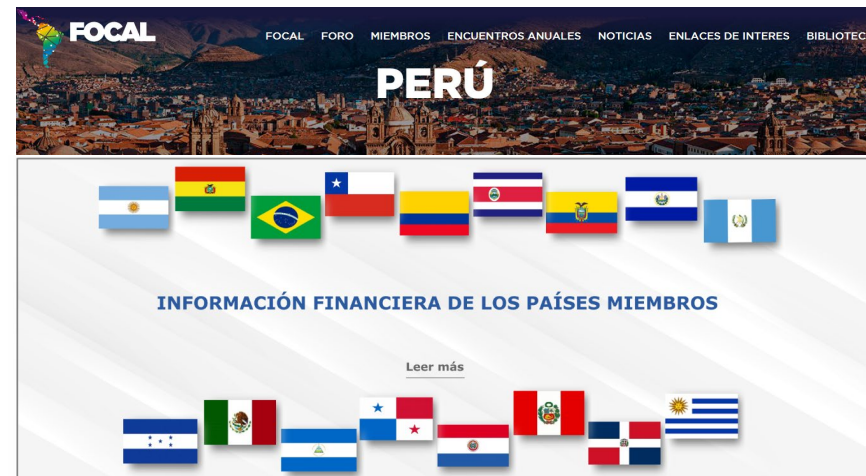 FOCAL
FOCAL FORO MIEMBROS ENCUENTROS ANUALES NOTICIAS ENLACES DE INTERES BIBLIOTEC
PERÚ
INFORMACIÓN FINANCIERA DE LOS PAÍSES MIEMBROS
Leer más